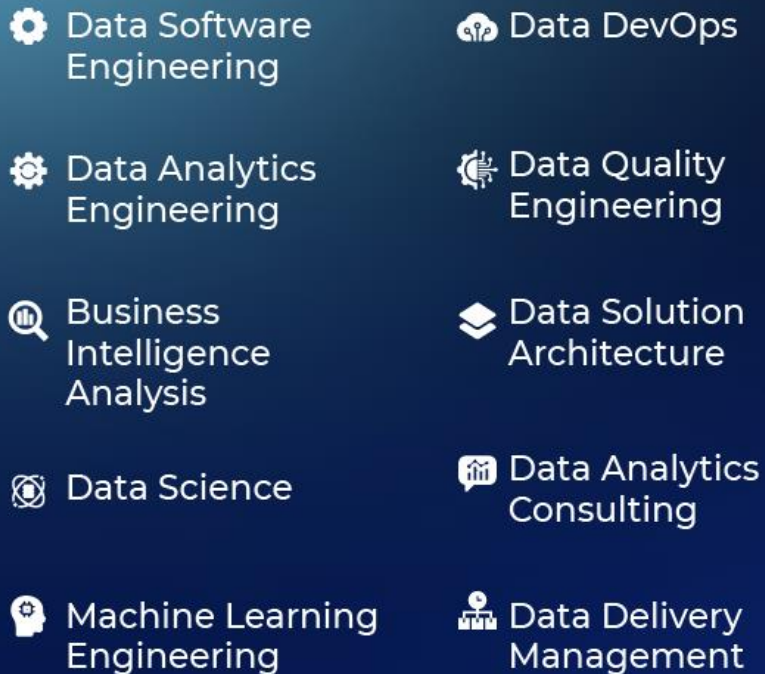 Data Software
Engineering
Data Analytics
Engineering
Business
Intelligence
Analysis
Data Science
Machine Learning
Engineering
Data DevOps
Data Quality
Engineering
Data Solution
Architecture
Data Analytics
Consulting
Data Delivery
Management